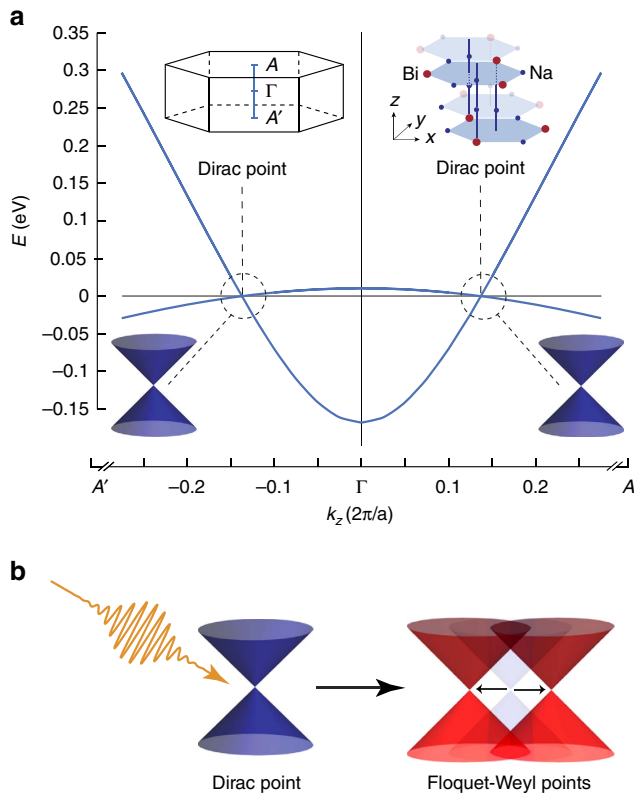 a
0.35
0.3
0.25
0.2
0.15
0.1
0.05
0
−0.05
−0.1
−0.15
E (eV)
A
Γ
A′
Bi
Na
z
y
x
Dirac point
Dirac point
A′
−0.2
−0.1
Γ
0.1
0.2
A
kz (2π/a)
b
Dirac point
Floquet-Weyl points